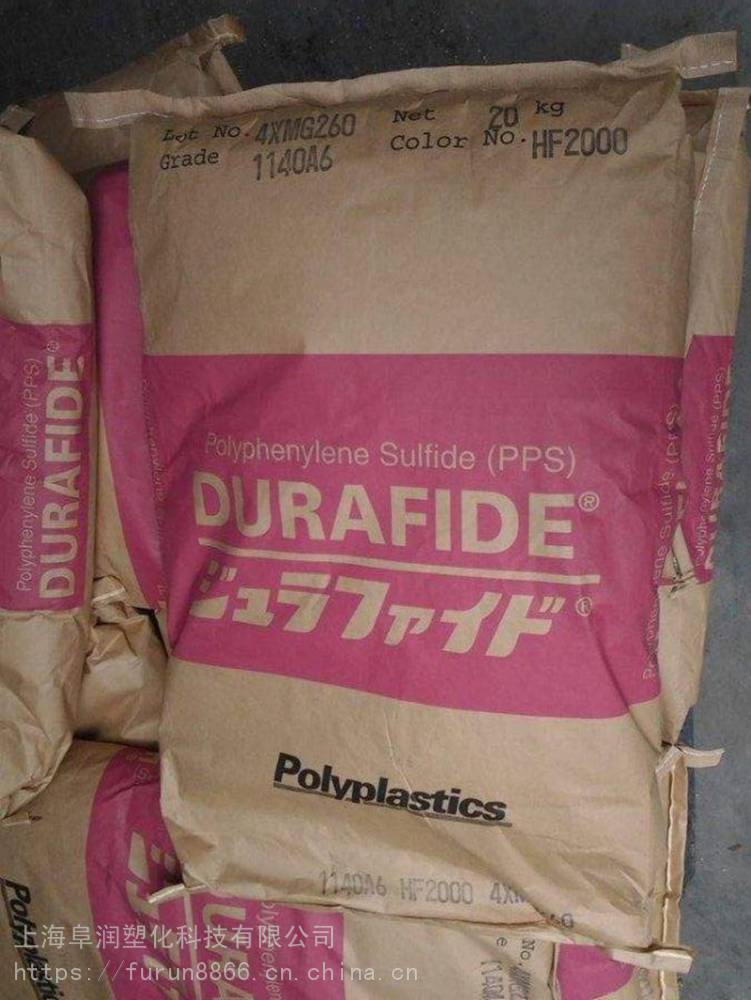 Lot No. 4XMG260 Net 20 kg
Grade 1140A6 Color No. HF2000
Polyphenylene Sulfide (PPS)
DURAFIDE®
ジュラファイド®
Polyplastics
1140A6 HF2000
Polyphenylene Sulfide (PPS)
DURAFIDE®
上海阜润塑化科技有限公司
https://furun8866.cn.china.cn